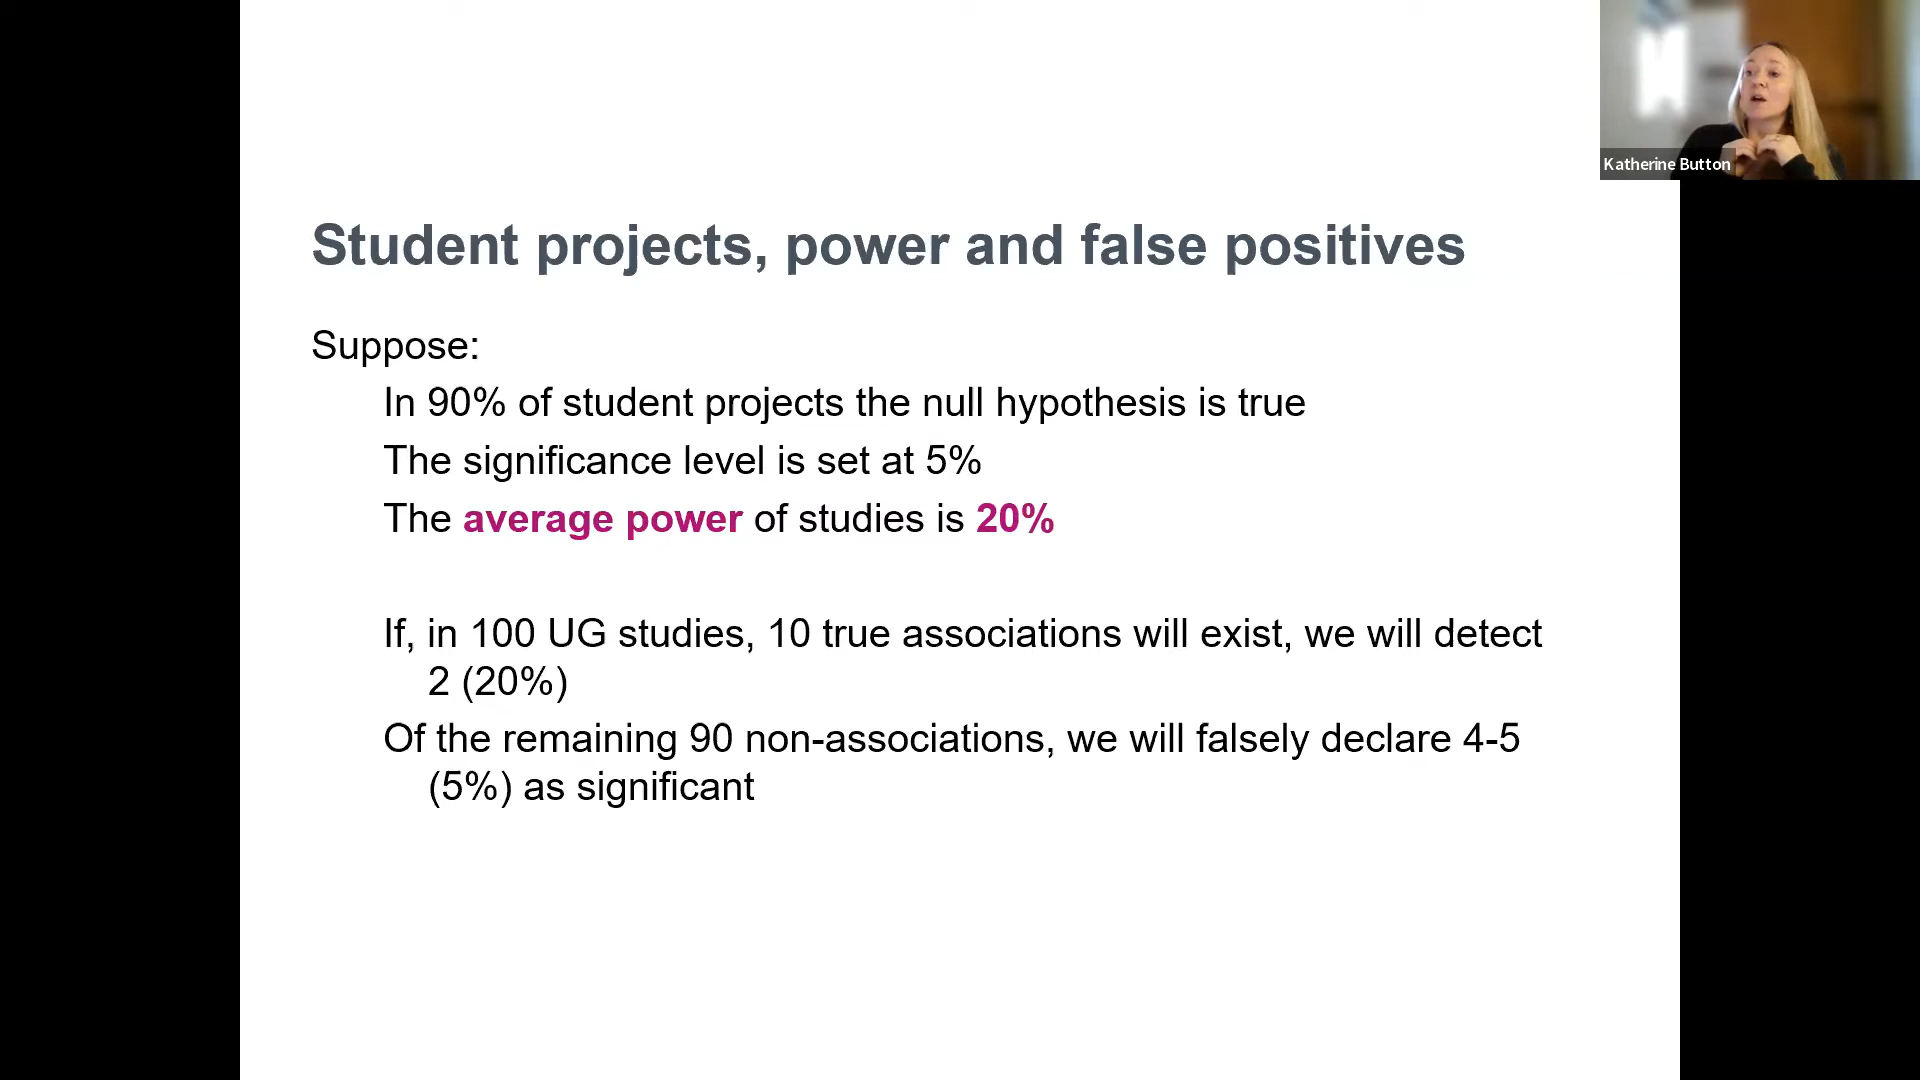 Katherine Button
Student projects, power and false positives
Suppose:
In 90% of student projects the null hypothesis is true
The significance level is set at 5%
The average power of studies is 20%
If, in 100 UG studies, 10 true associations will exist, we will detect
2 (20%)
Of the remaining 90 non-associations, we will falsely declare 4-5
(5%) as significant